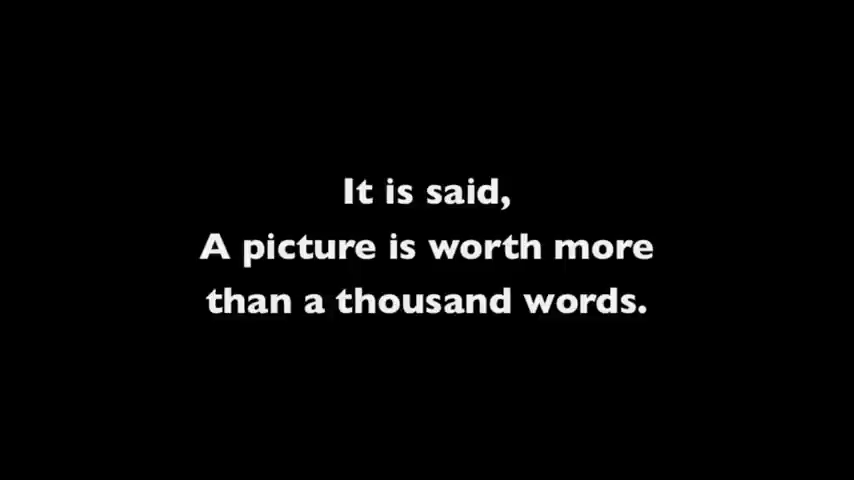 It is said,
A picture is worth more
than a thousand words.